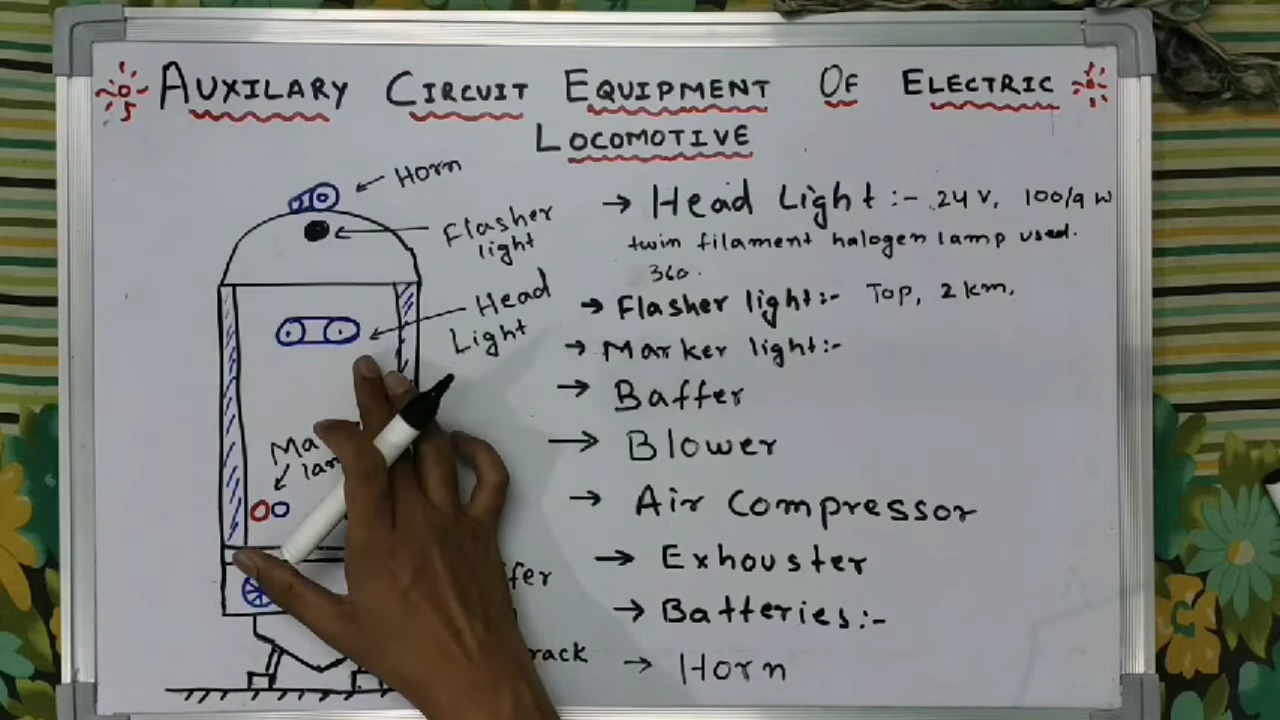 AUXILARY CIRCUIT EQUIPMENT OF ELECTRIC
LOCOMOTIVE
Horn
Flasher
light
Head
Light
→ Head Light :- 24V, 100/9 W
twin filament halogen lamp used.
360.
→ Flasher light:- Top, 2 km.
→ Marker light:-
→ Baffer
→ Blower
→ Air Compressor
→ Exhouster
→ Batteries:-
→ Horn